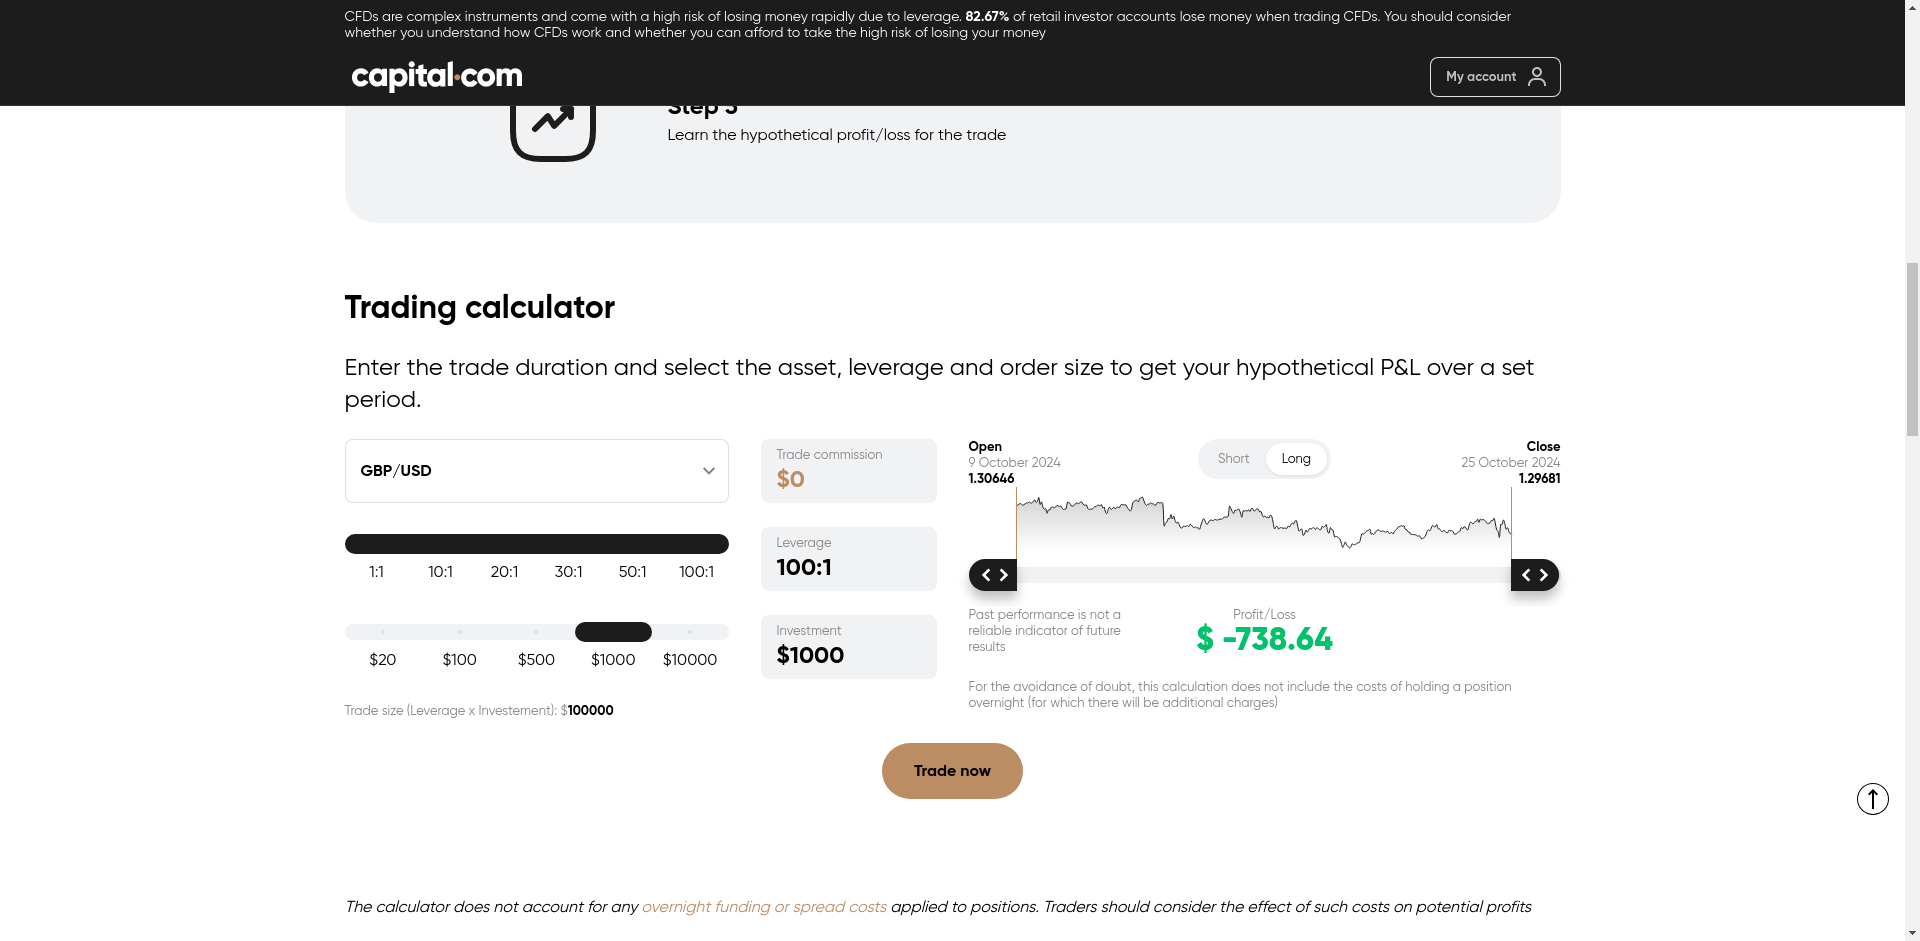 CFDs are complex instruments and come with a high risk of losing money rapidly due to leverage. 82.67% of retail investor accounts lose money when trading CFDs. You should consider
whether you understand how CFDs work and whether you can afford to take the high risk of losing your money
capital.com
My account
Step 3
Learn the hypothetical profit/loss for the trade
Trading calculator
Enter the trade duration and select the asset, leverage and order size to get your hypothetical P&L over a set
period.
GBP/USD
1:1 10:1 20:1 30:1 50:1 100:1
$20 $100 $500 $1000 $10000
Trade size (Leverage x Investement): $100000
Trade commission
$0
Leverage
100:1
Investment
$1000
Open
9 October 2024
1.30646
Short Long
Close
25 October 2024
1.29681
Past performance is not a
reliable indicator of future
results
Profit/Loss
$ -738.64
For the avoidance of doubt, this calculation does not include the costs of holding a position
overnight (for which there will be additional charges)
Trade now
The calculator does not account for any overnight funding or spread costs applied to positions. Traders should consider the effect of such costs on potential profits